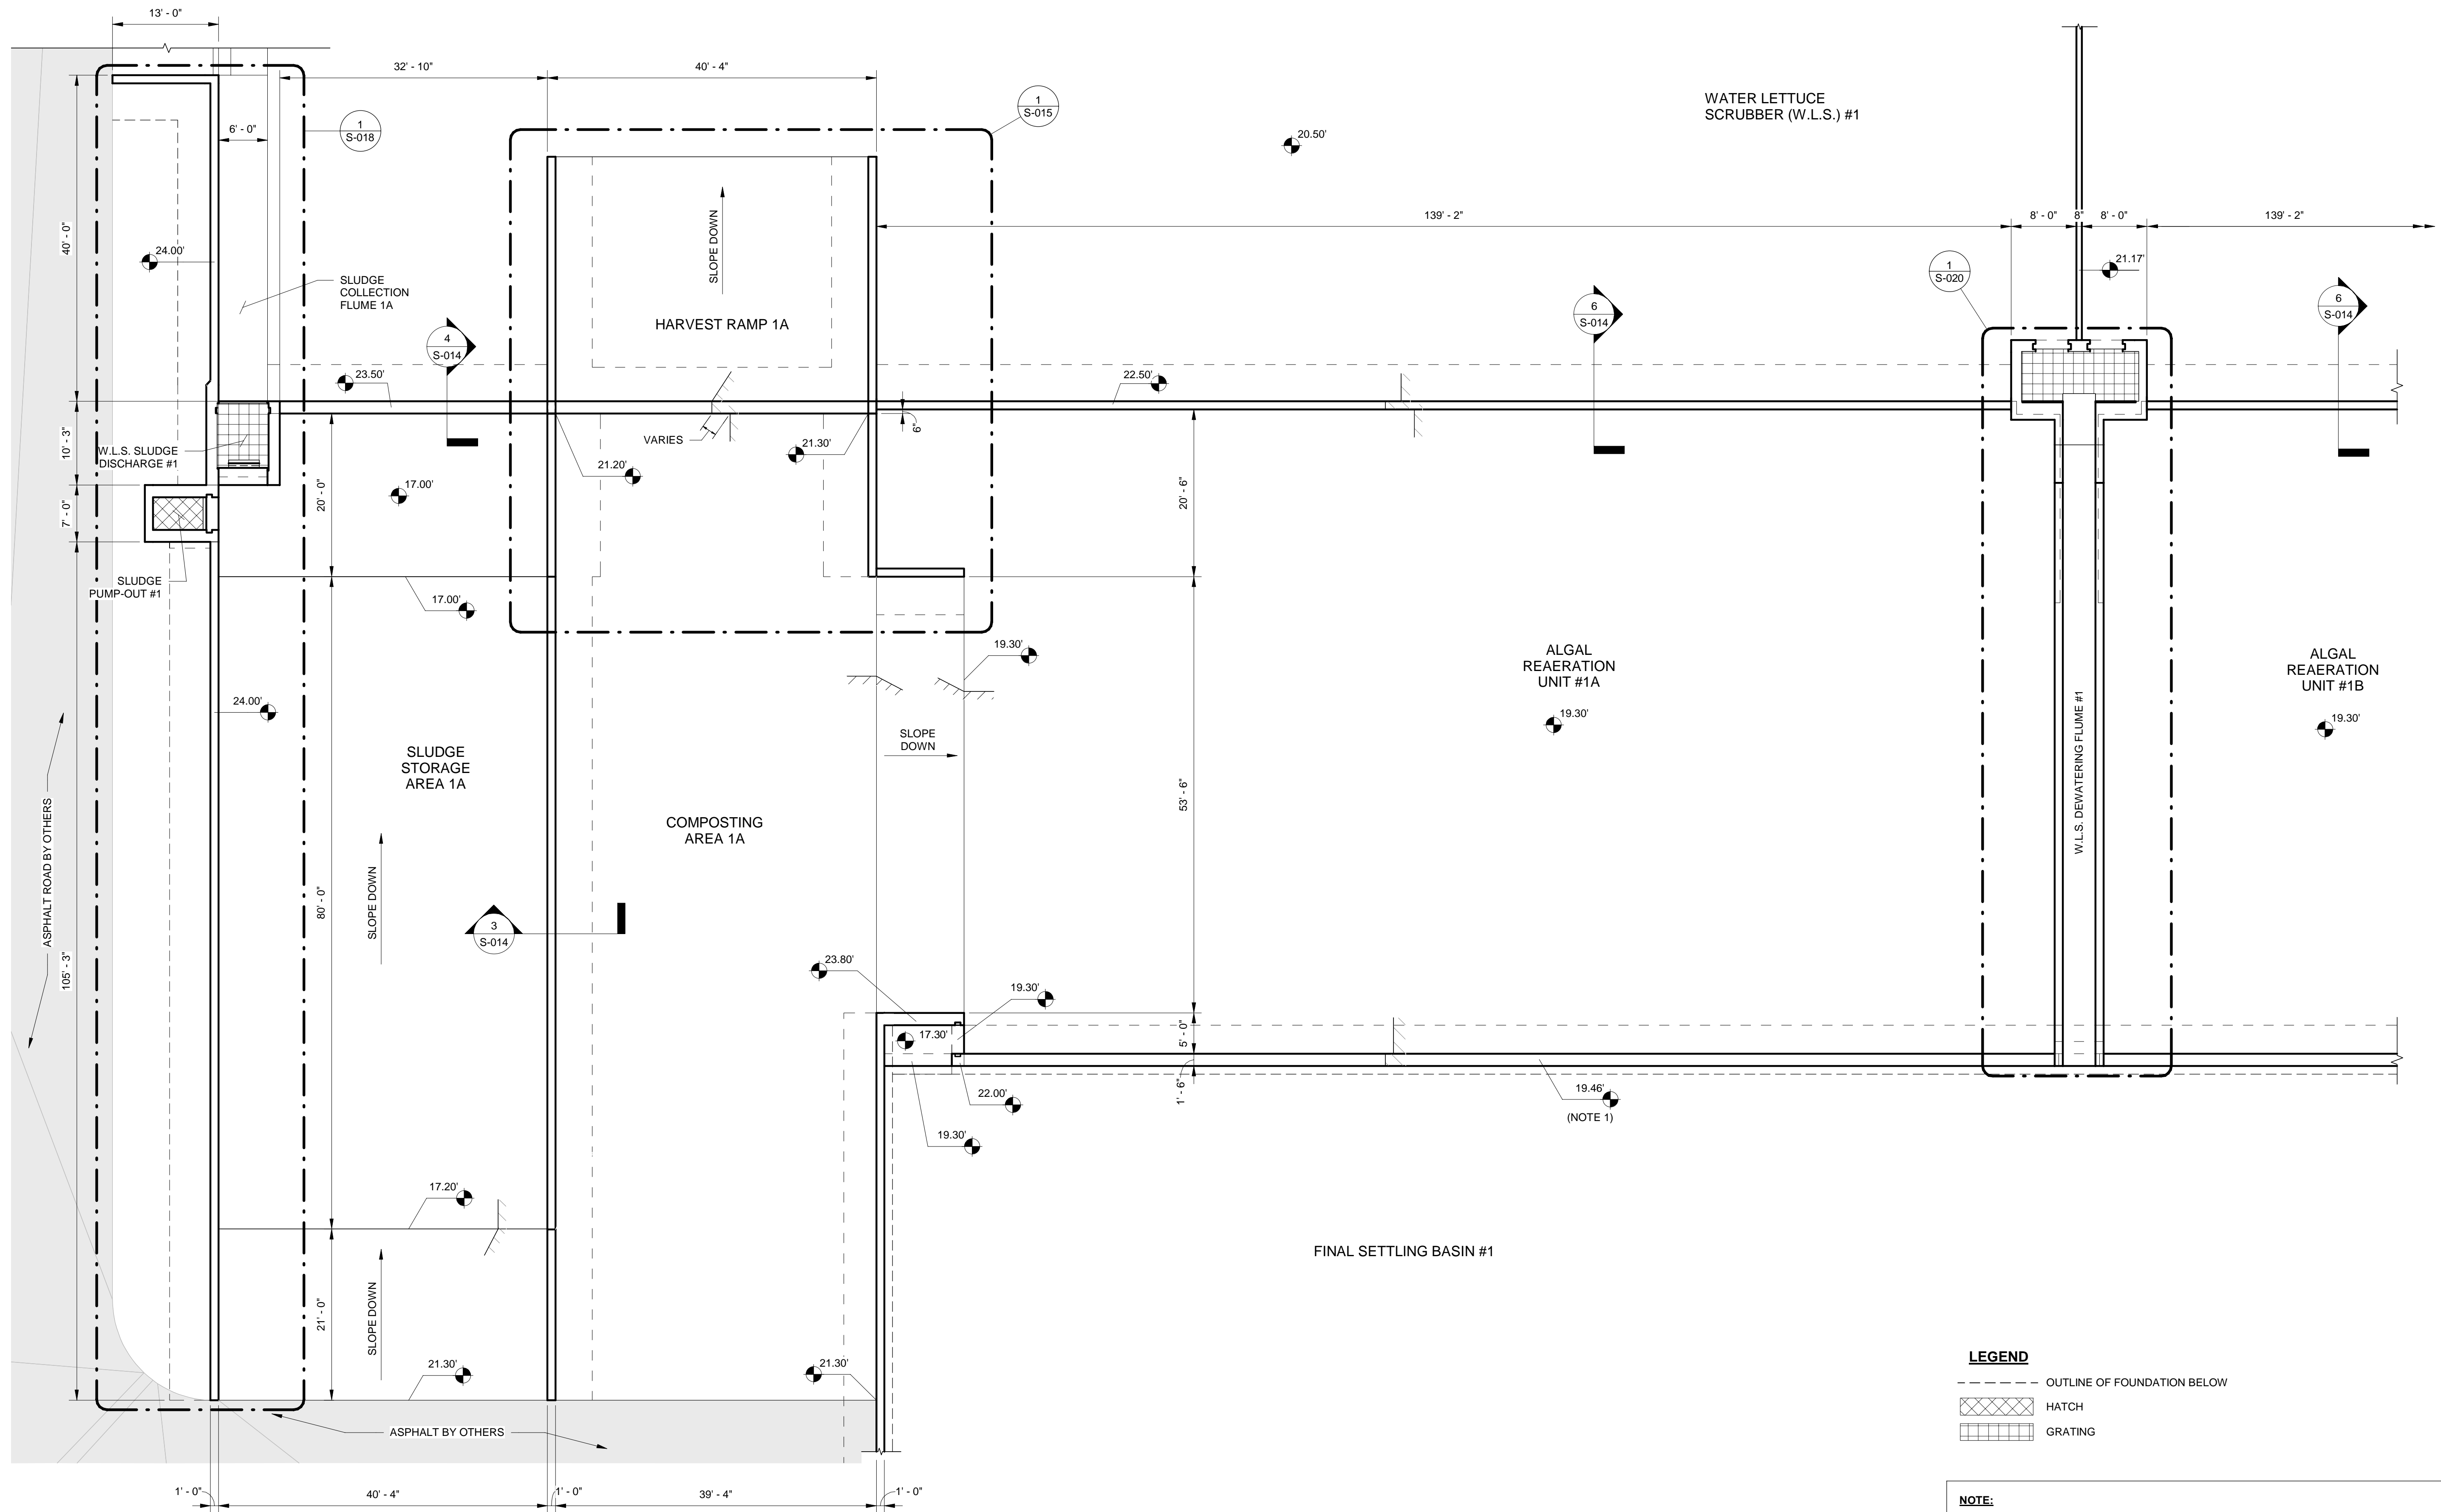 13' - 0"
32' - 10"
40' - 4"
1
S-018
1
S-015
6' - 0"
WATER LETTUCE
SCRUBBER (W.L.S.) #1
20.50'
139' - 2"
8' - 0"
8"
8' - 0"
139' - 2"
40' - 0"
24.00'
SLOPE DOWN
1
S-020
21.17'
SLUDGE
COLLECTION
FLUME 1A
HARVEST RAMP 1A
4
S-014
6
S-014
6
S-014
23.50'
22.50'
10' - 3"
W.L.S. SLUDGE
DISCHARGE #1
VARIES
6"
21.30'
21.20'
17.00'
20' - 0"
20' - 6"
7' - 0"
SLUDGE
PUMP-OUT #1
17.00'
19.30'
ALGAL
REAERATION
UNIT #1A
19.30'
ALGAL
REAERATION
UNIT #1B
19.30'
24.00'
SLOPE
DOWN
SLUDGE
STORAGE
AREA 1A
W.L.S. DEWATERING FLUME #1
53' - 6"
COMPOSTING
AREA 1A
ASPHALT ROAD BY OTHERS
105' - 3"
80' - 0"
SLOPE DOWN
3
S-014
23.80'
19.30'
17.30'
5' - 0"
1' - 6"
22.00'
19.30'
19.46'
(NOTE 1)
17.20'
FINAL SETTLING BASIN #1
21' - 0"
SLOPE DOWN
21.30'
21.30'
ASPHALT BY OTHERS
LEGEND
OUTLINE OF FOUNDATION BELOW
HATCH
GRATING
1' - 0"
40' - 4"
1' - 0"
39' - 4"
1' - 0"
NOTE: